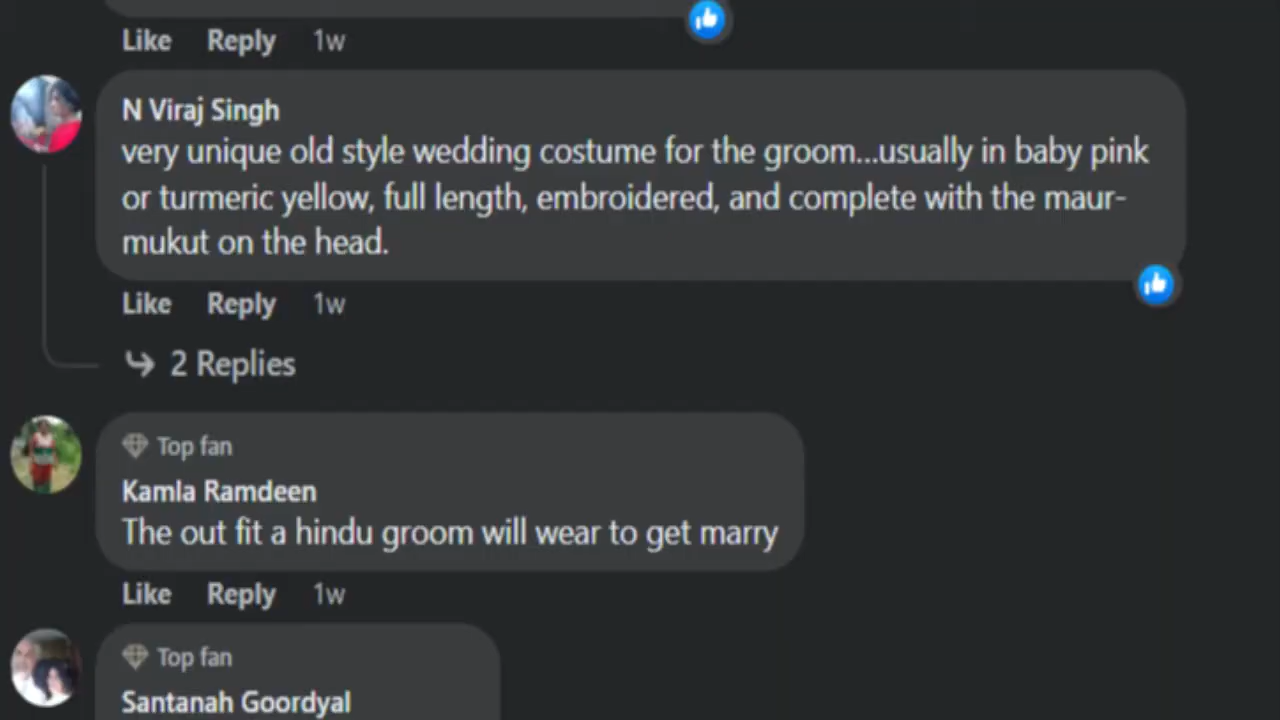 Like Reply 1w
N Viraj Singh
very unique old style wedding costume for the groom...usually in baby pink
or turmeric yellow, full length, embroidered, and complete with the maur-
mukut on the head.
Like Reply 1w
2 Replies
Top fan
Kamla Ramdeen
The out fit a hindu groom will wear to get marry
Like Reply 1w
Top fan
Santanah Goordyal